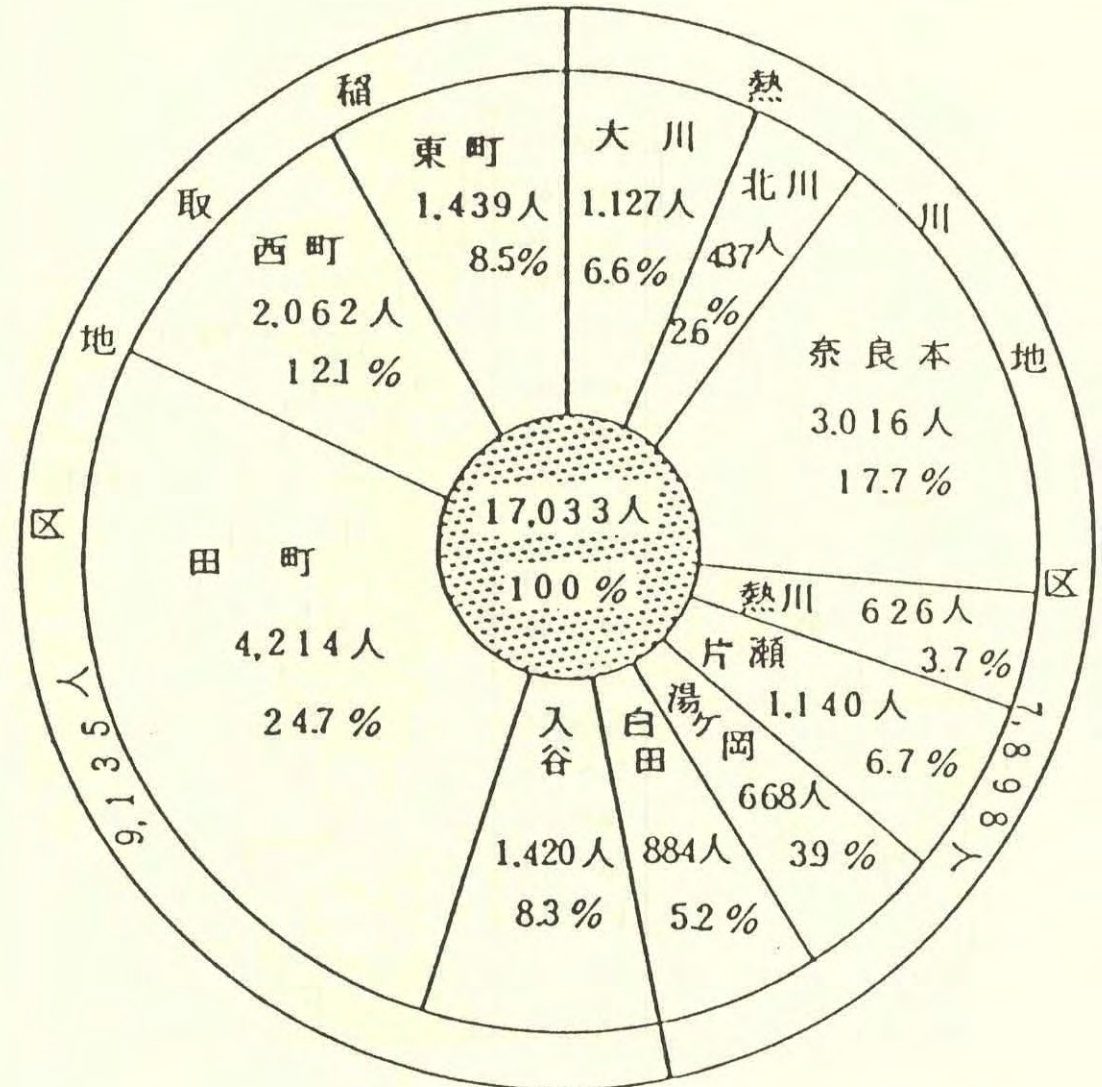 熱川地区 7,898人
大川
1.127人
6.6%
北川
437人
2.6%
奈良本
3.016人
17.7%
熱川 626人
3.7%
片瀬
1.140人
6.7%
湯ケ岡
668人
3.9%
白田
884人
5.2%
稲取地区 9,135人
入谷
1.420人
8.3%
田町
4,214人
24.7%
西町
2,062人
12.1%
東町
1.439人
8.5%
17,033人
100%